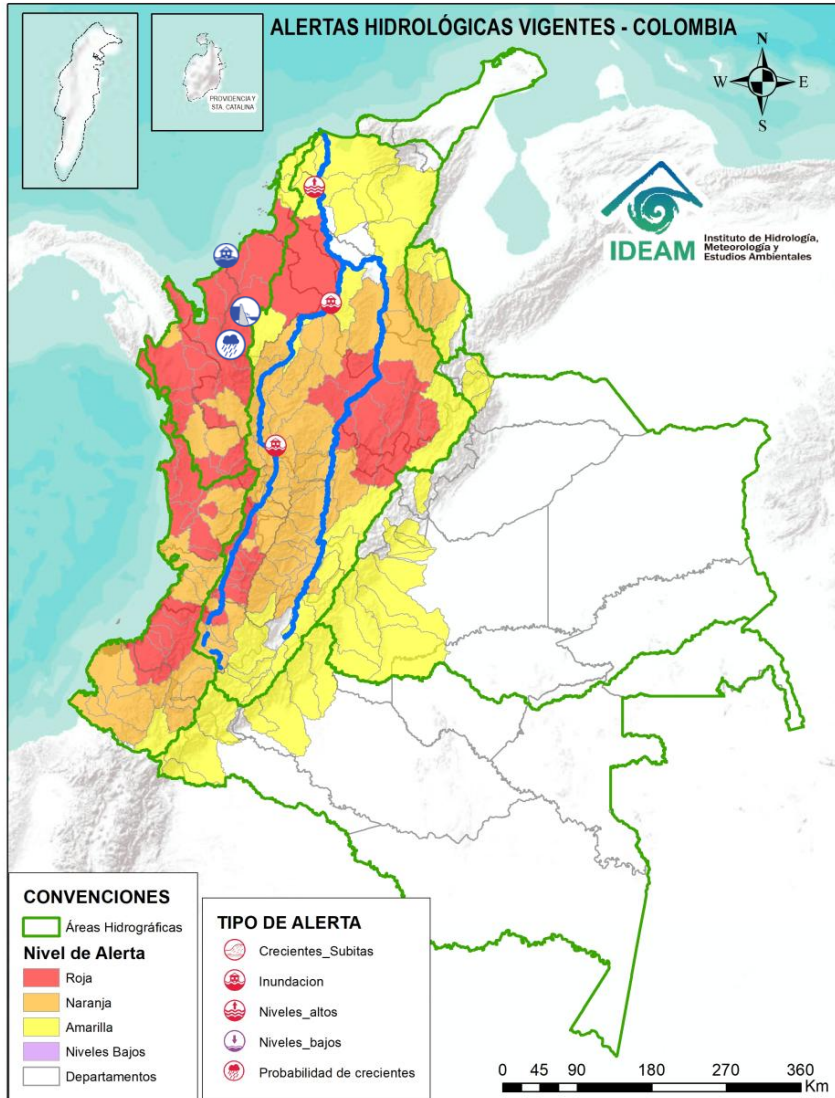 ALERTAS HIDROLÓGICAS VIGENTES - COLOMBIA
PROVIDENCIA Y
STA. CATALINA
N
W
E
S
IDEAM
Instituto de Hidrología,
Meteorología y
Estudios Ambientales
CONVENCIONES
Áreas Hidrográficas
Nivel de Alerta
Roja
Naranja
Amarilla
Niveles Bajos
Departamentos
TIPO DE ALERTA
Crecientes_Subitas
Inundacion
Niveles_altos
Niveles_bajos
Probabilidad de crecientes
0 45 90 180 270 360
Km